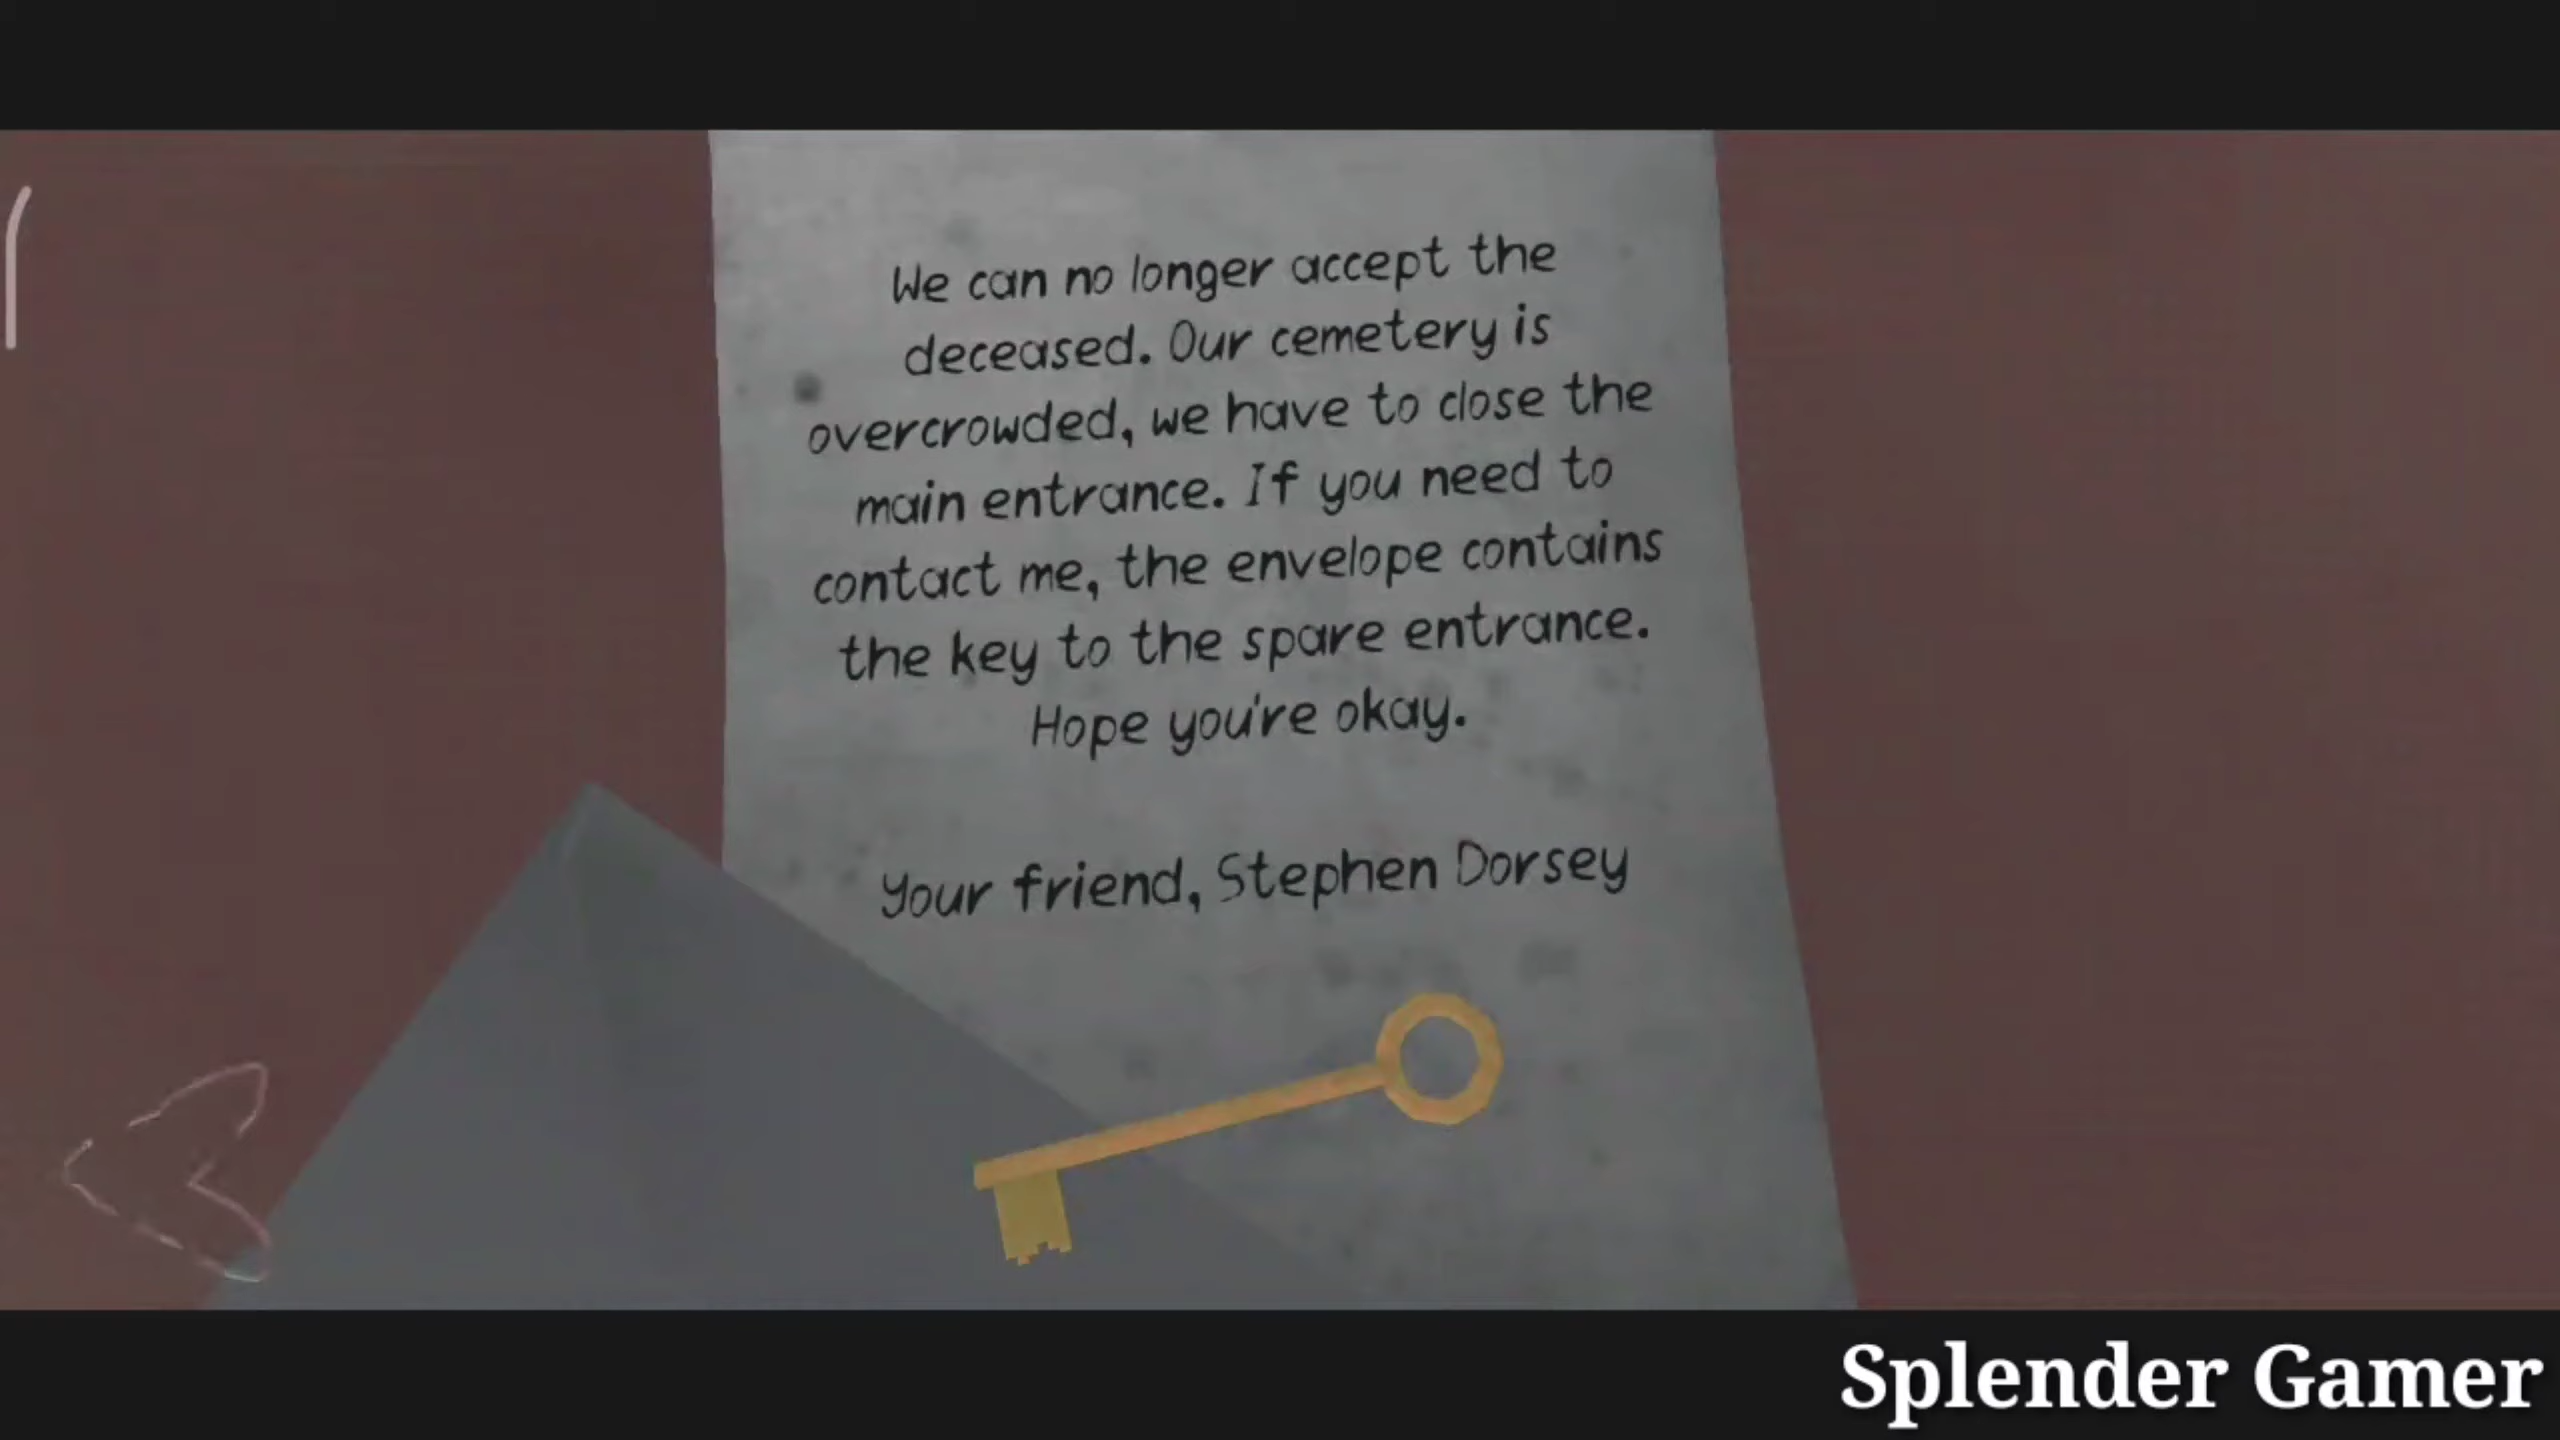 We can no longer accept the
deceased. Our cemetery is
overcrowded, we have to close the
main entrance. If you need to
contact me, the envelope contains
the key to the spare entrance.
Hope you're okay.
Your friend, Stephen Dorsey
Splender Gamer